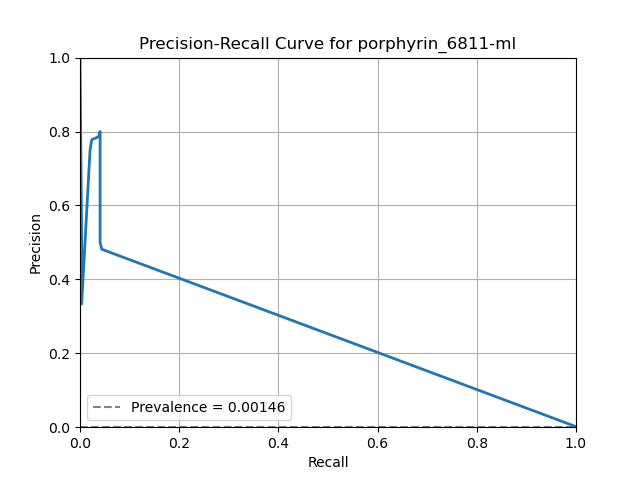 Precision-Recall Curve for porphyrin_6811-ml
1.0
0.8
0.6
0.4
0.2
0.0
Precision
Prevalence = 0.00146
0.0 0.2 0.4 0.6 0.8 1.0
Recall